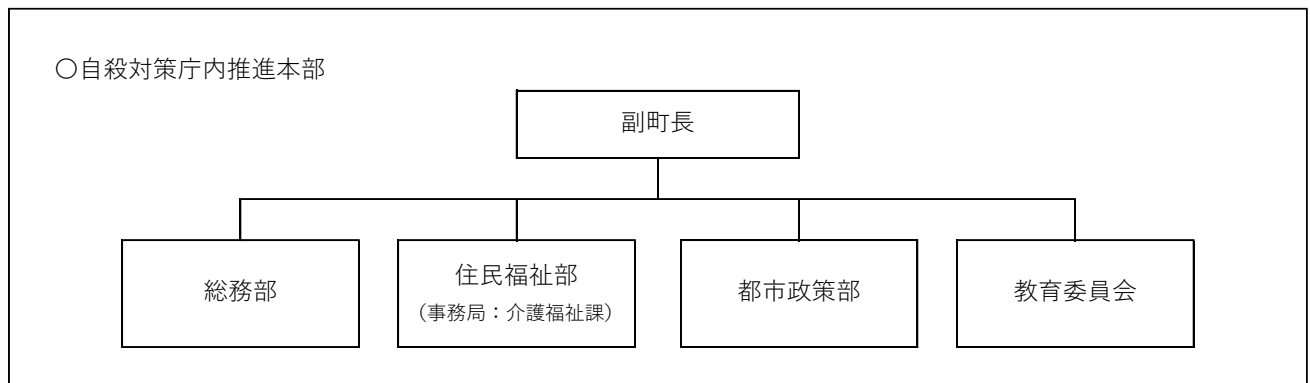 〇自殺対策庁内推進本部
副町長
総務部
住民福祉部
（事務局：介護福祉課）
都市政策部
教育委員会